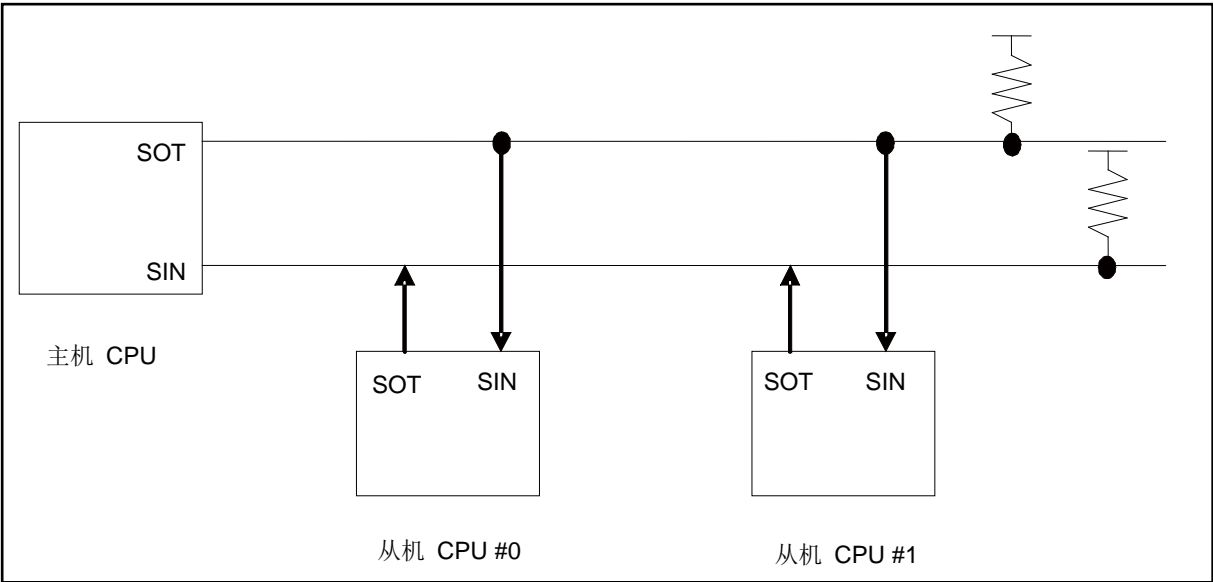 SOT
SIN
主机 CPU
SOT SIN
从机 CPU #0
SOT SIN
从机 CPU #1